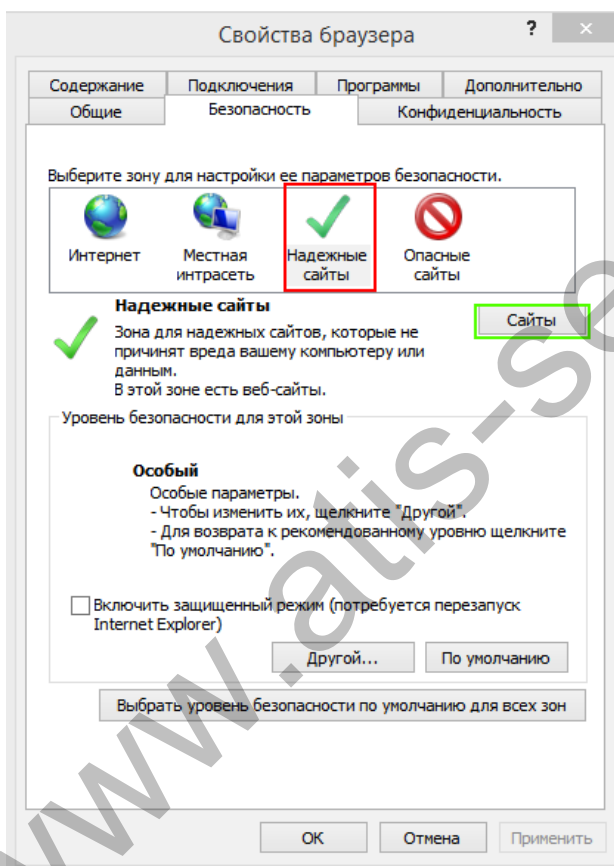 Свойства браузера
?
×
Содержание Подключения Программы Дополнительно
Общие Безопасность Конфиденциальность
Выберите зону для настройки ее параметров безопасности.
Интернет Местная интрасеть Надежные сайты Опасные сайты
Надежные сайты
Сайты
Зона для надежных сайтов, которые не
причинят вреда вашему компьютеру или
данным.
В этой зоне есть веб-сайты.
Уровень безопасности для этой зоны
Особый
Особые параметры.
- Чтобы изменить их, щелкните "Другой".
- Для возврата к рекомендованному уровню щелкните
"По умолчанию".
Включить защищенный режим (потребуется перезапуск
Internet Explorer)
Другой... По умолчанию
Выбрать уровень безопасности по умолчанию для всех зон
ОК Отмена Применить
www.atis-se